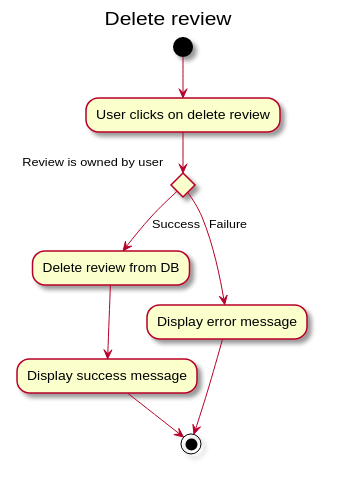 Delete review
User clicks on delete review
Review is owned by user
Success
Failure
Delete review from DB
Display error message
Display success message